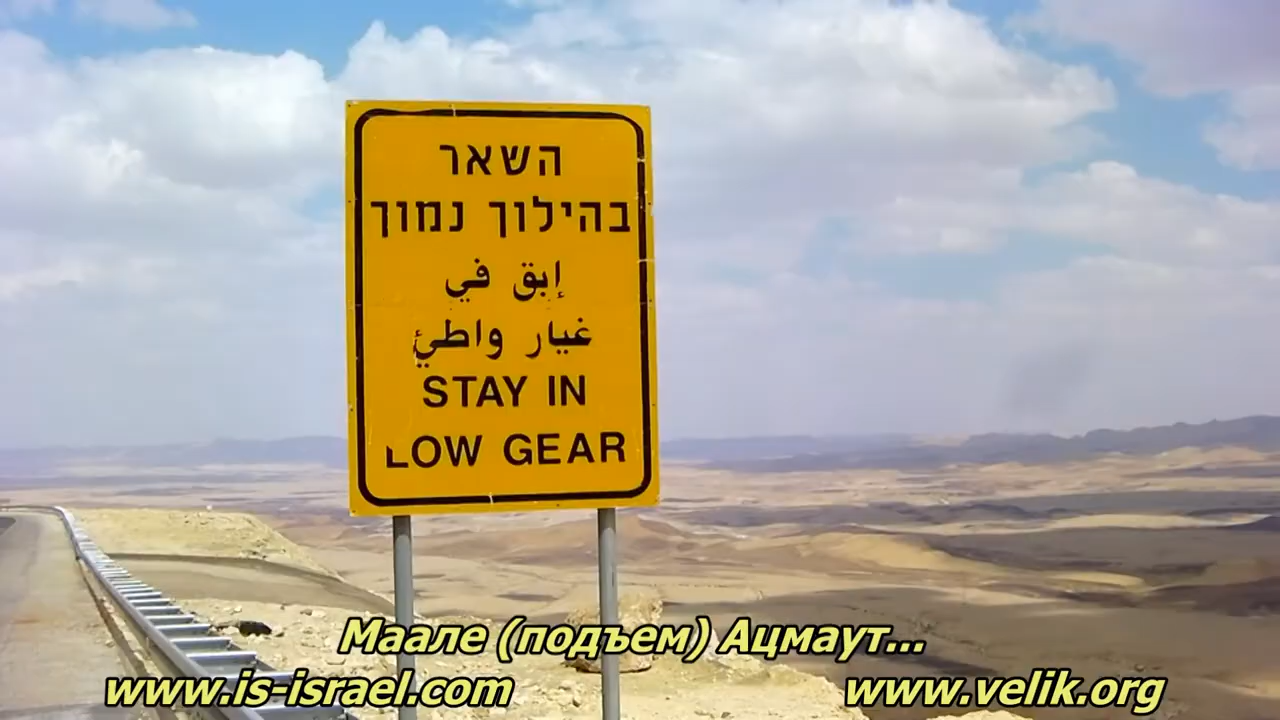 השאר
בהילוך נמוך
إبق في
غيار واطئ
STAY IN
LOW GEAR
Маале (подъем) Ацмаут...
www.is-israel.com
www.velik.org